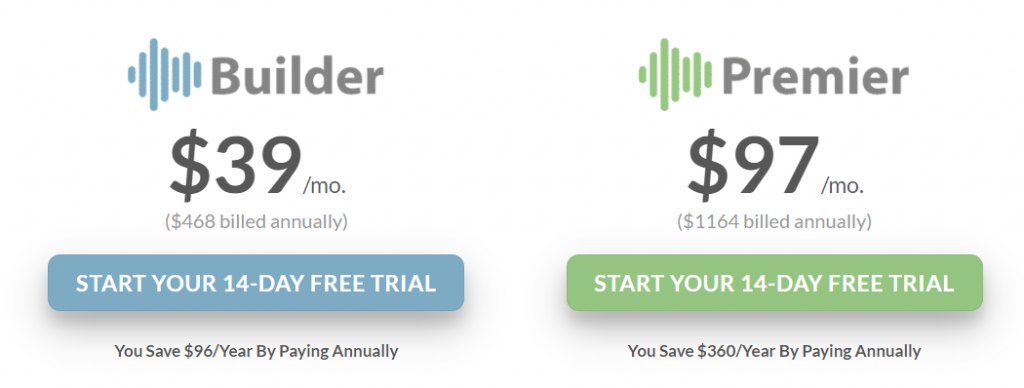 Builder
$39/mo.
($468 billed annually)
START YOUR 14-DAY FREE TRIAL
You Save $96/Year By Paying Annually
Premier
$97/mo.
($1164 billed annually)
START YOUR 14-DAY FREE TRIAL
You Save $360/Year By Paying Annually